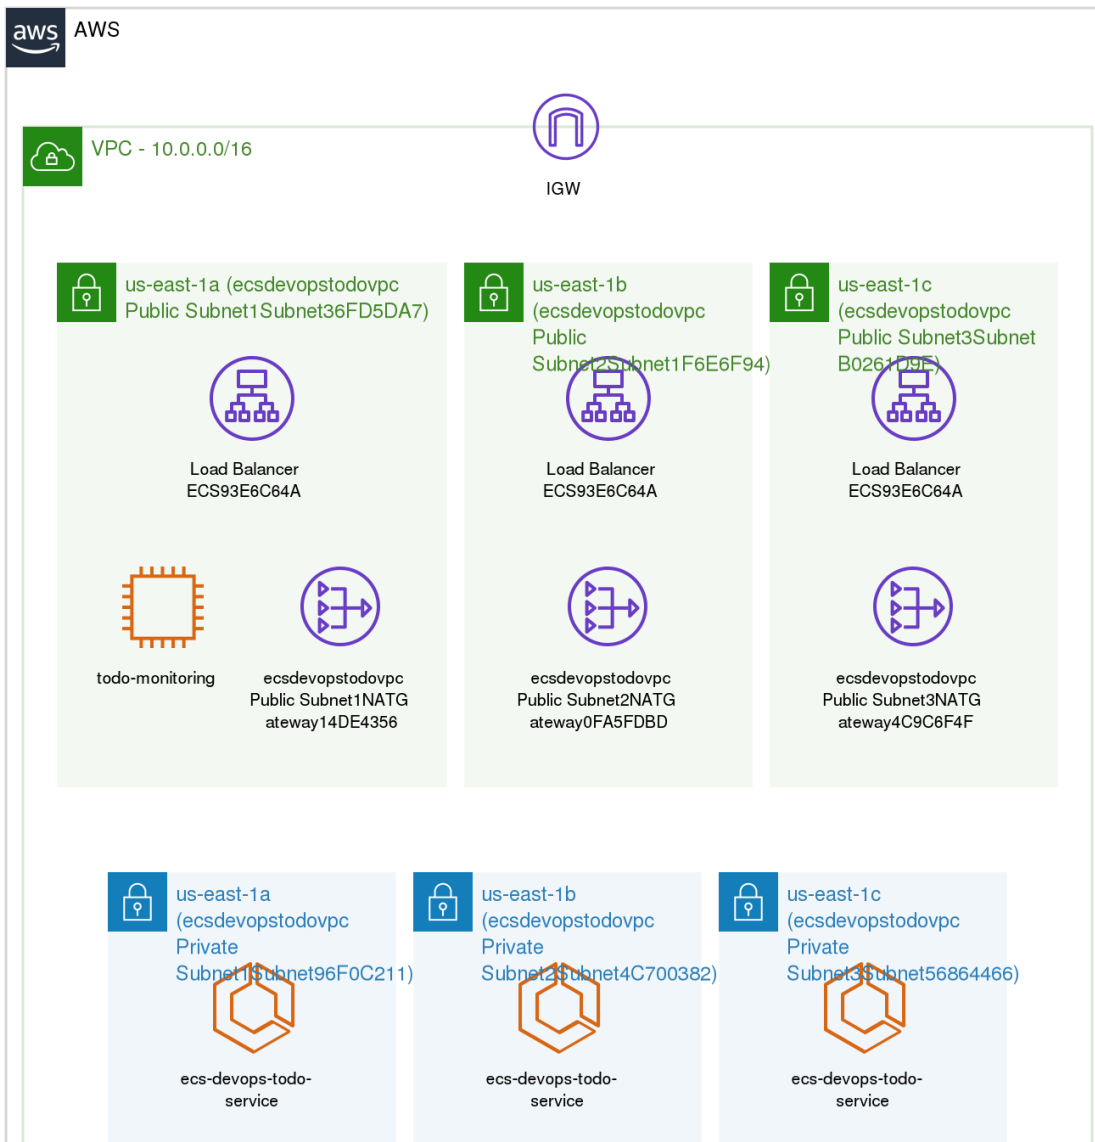 aws
AWS
VPC - 10.0.0.0/16
IGW
us-east-1a (ecsdevopstodovpc
Public Subnet1Subnet36FD5DA7)
us-east-1b
(ecsdevopstodovpc
Public
Subnet2Subnet1F6E6F94)
us-east-1c
(ecsdevopstodovpc
Public Subnet3Subnet
B0261D9E)
Load Balancer
ECS93E6C64A
Load Balancer
ECS93E6C64A
Load Balancer
ECS93E6C64A
todo-monitoring
ecsdevopstodovpc
Public Subnet1NATG
ateway14DE4356
ecsdevopstodovpc
Public Subnet2NATG
ateway0FA5FDBD
ecsdevopstodovpc
Public Subnet3NATG
ateway4C9C6F4F
us-east-1a
(ecsdevopstodovpc
Private
Subnet1Subnet96F0C211)
us-east-1b
(ecsdevopstodovpc
Private
Subnet2Subnet4C700382)
us-east-1c
(ecsdevopstodovpc
Private
Subnet3Subnet56864466)
ecs-devops-todo-
service
ecs-devops-todo-
service
ecs-devops-todo-
service